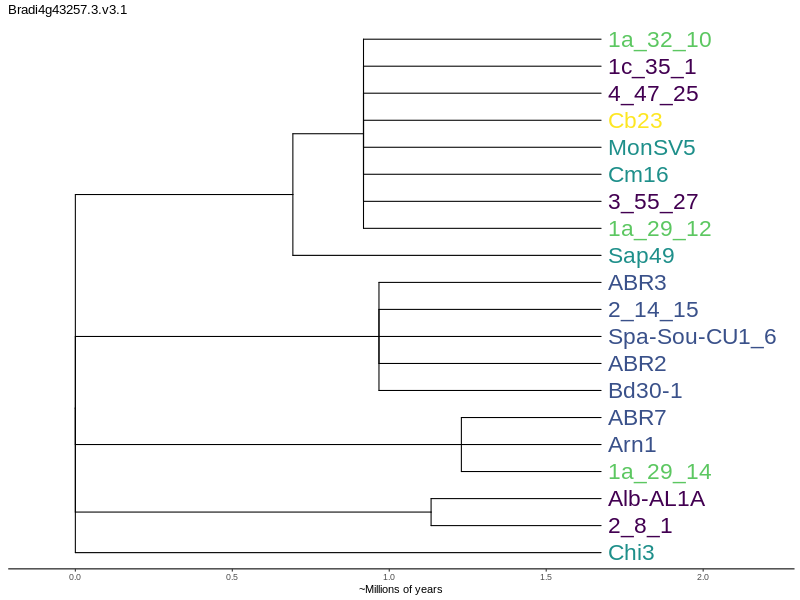 Bradi4g43257.3.v3.1
1a_32_10
1c_35_1
4_47_25
Cb23
MonSV5
Cm16
3_55_27
1a_29_12
Sap49
ABR3
2_14_15
Spa-Sou-CU1_6
ABR2
Bd30-1
ABR7
Arn1
1a_29_14
Alb-AL1A
2_8_1
Chi3
0.0 0.5 1.0 1.5 2.0
~Millions of years